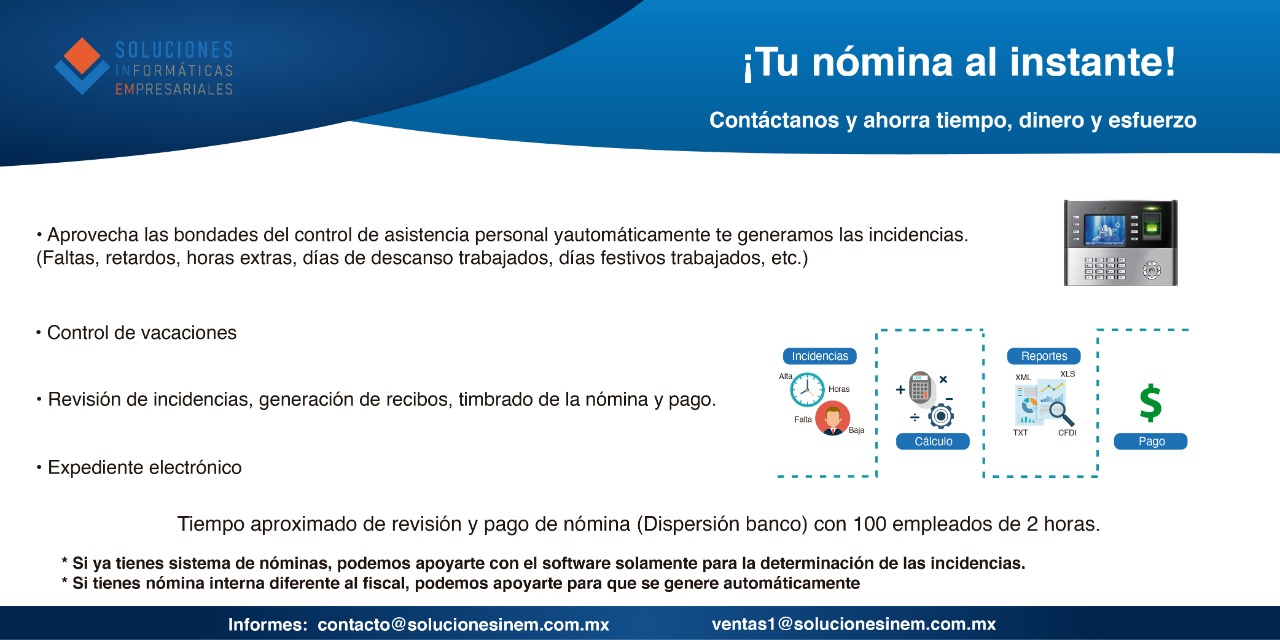 SOLUCIONES
INFORMÁTICAS
EMPRESARIALES
¡Tu nómina al instante!
Contáctanos y ahorra tiempo, dinero y esfuerzo
• Aprovecha las bondades del control de asistencia personal yautomáticamente te generamos las incidencias.
(Faltas, retardos, horas extras, días de descanso trabajados, días festivos trabajados, etc.)
• Control de vacaciones
• Revisión de incidencias, generación de recibos, timbrado de la nómina y pago.
• Expediente electrónico
Incidencias
Alta
Horas
Falta
Baja
Cálculo
Reportes
XML
XLS
TXT
CFDI
$
Pago
Tiempo aproximado de revisión y pago de nómina (Dispersión banco) con 100 empleados de 2 horas.
* Si ya tienes sistema de nóminas, podemos apoyarte con el software solamente para la determinación de las incidencias.
* Si tienes nómina interna diferente al fiscal, podemos apoyarte para que se genere automáticamente
Informes: contacto@solucionesinem.com.mx ventas1@solucionesinem.com.mx